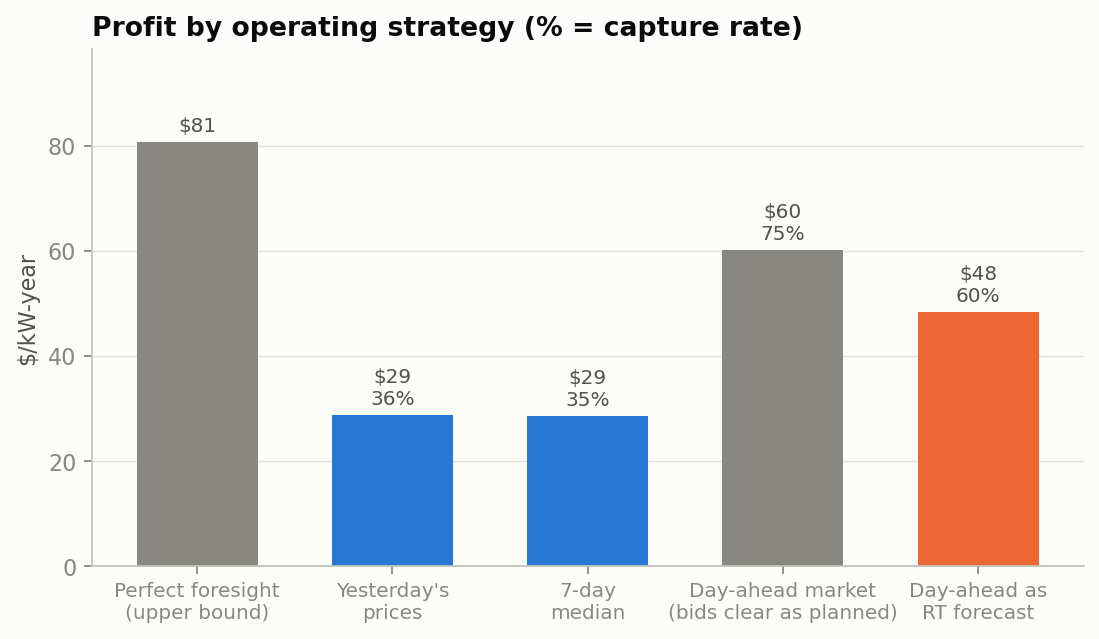 Profit by operating strategy (% = capture rate)
$/kW-year
80
60
40
20
0
$81
$29
36%
$29
35%
$60
75%
$48
60%
Perfect foresight
(upper bound)
Yesterday's
prices
7-day
median
Day-ahead market
(bids clear as planned)
Day-ahead as
RT forecast